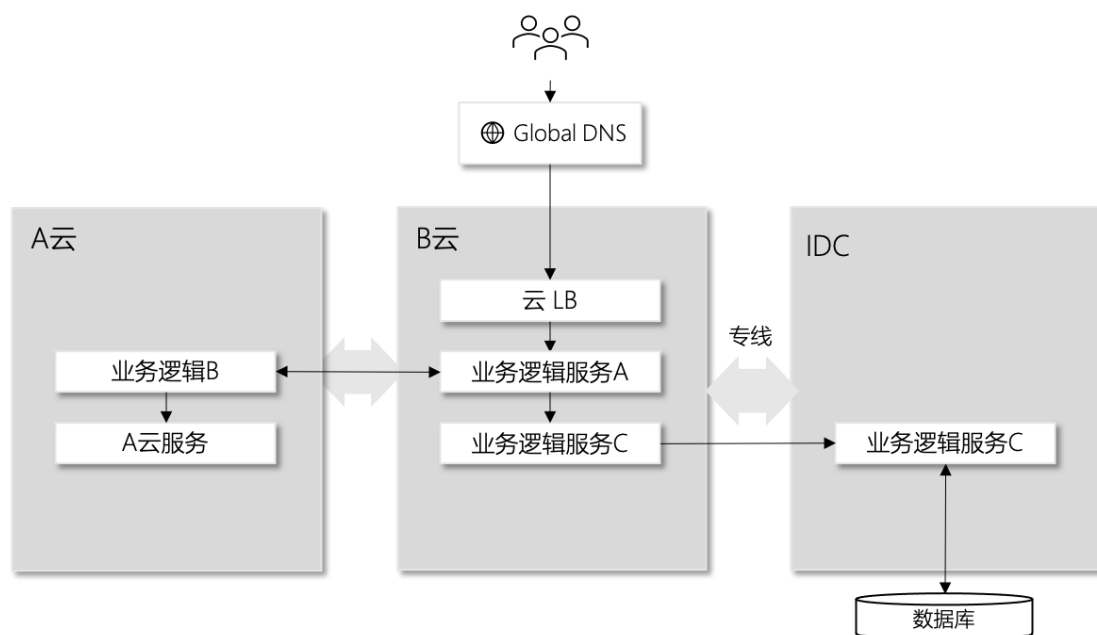 Global DNS
A云
B云
IDC
云 LB
专线
业务逻辑B
业务逻辑服务A
A云服务
业务逻辑服务C
业务逻辑服务C
数据库